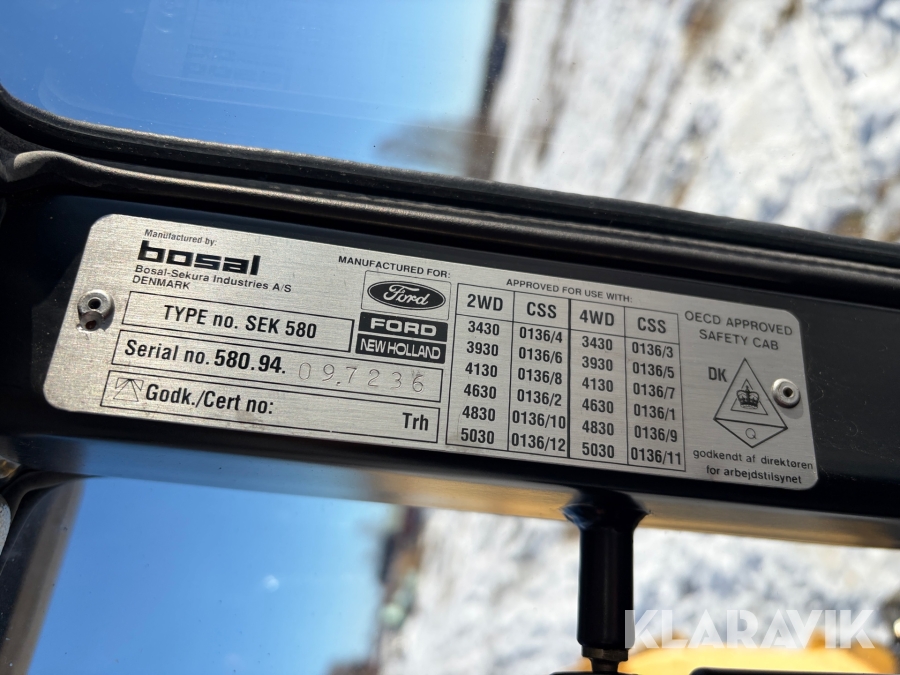 Manufactured by:
bosal
Bosal-Sekura Industries A/S
DENMARK
TYPE no. SEK 580
Serial no. 580.94. 09.7236
Godk./Cert no: Trh
MANUFACTURED FOR:
Ford
FORD
NEW HOLLAND
APPROVED FOR USE WITH:
2WD CSS 4WD CSS
3430 0136/4 3430 0136/3
3930 0136/6 3930 0136/5
4130 0136/8 4130 0136/7
4630 0136/2 4630 0136/1
4830 0136/10 4830 0136/9
5030 0136/12 5030 0136/11
OECD APPROVED
SAFETY CAB
DK
Q
godkendt af direktøren
for arbejdstilsynet
KLARAVIK